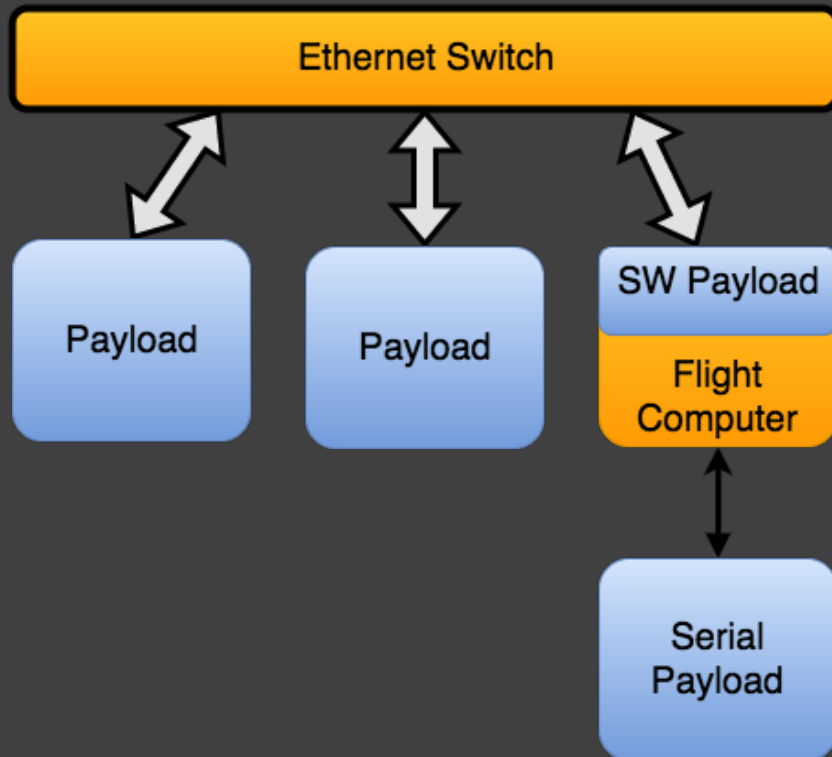 Ethernet Switch
Payload
Payload
SW Payload
Flight
Computer
Serial
Payload